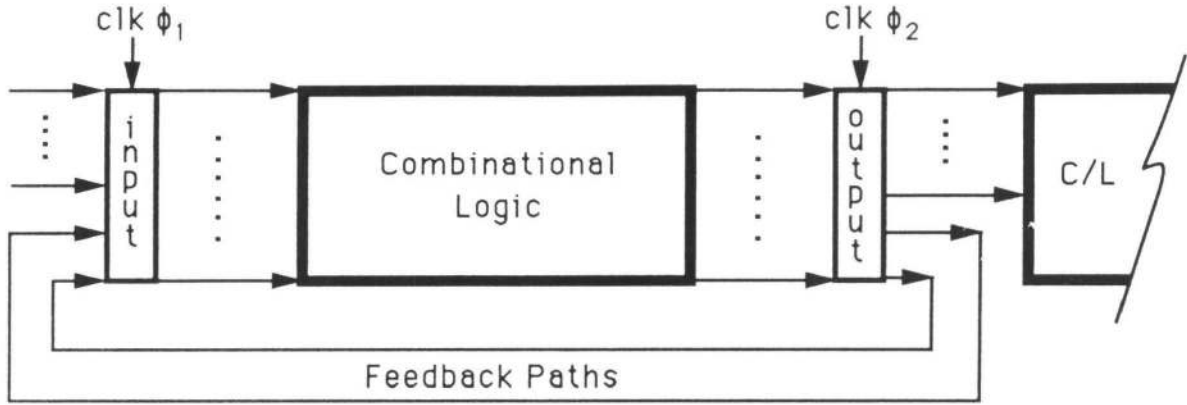 clk ϕ₁
clk ϕ₂
input
Combinational
Logic
output
C/L
Feedback Paths